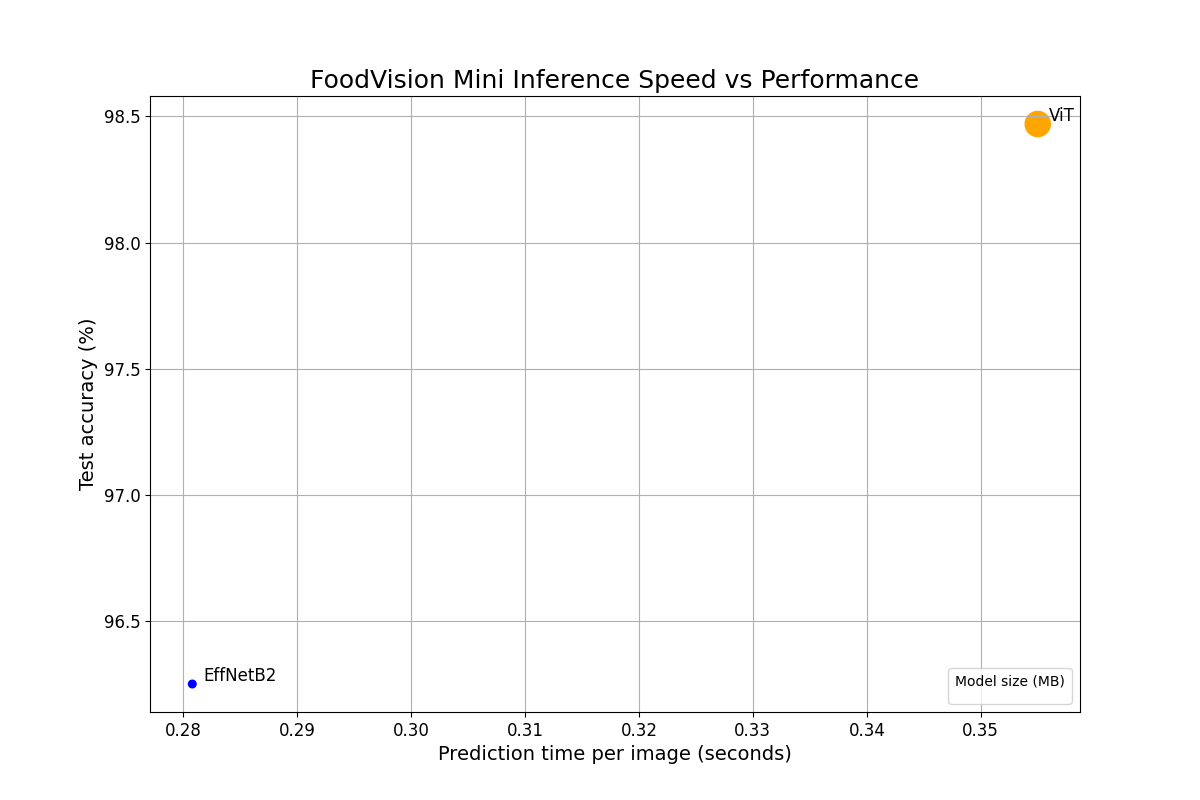 FoodVision Mini Inference Speed vs Performance
98.5
98.0
97.5
97.0
96.5
Test accuracy (%)
ViT
EffNetB2
Model size (MB)
0.28 0.29 0.30 0.31 0.32 0.33 0.34 0.35
Prediction time per image (seconds)